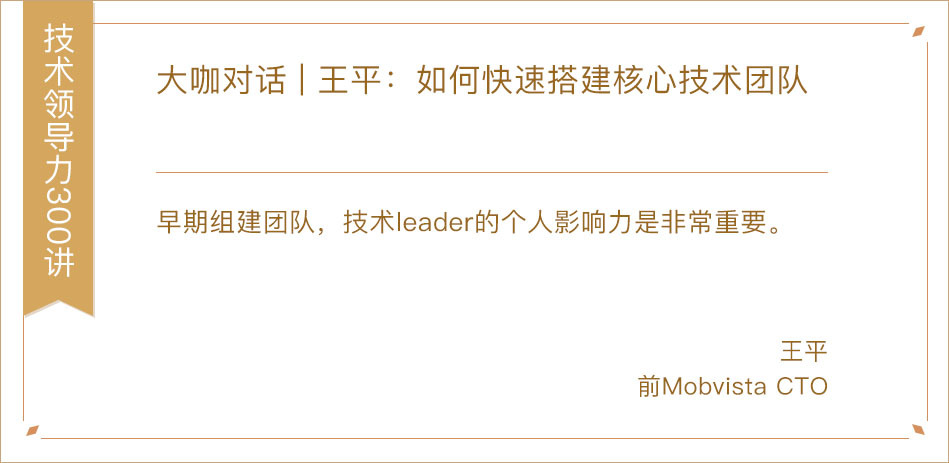 技术领导力300讲
大咖对话 | 王平：如何快速搭建核心技术团队
早期组建团队，技术leader的个人影响力是非常重要。
王平
前Mobvista CTO